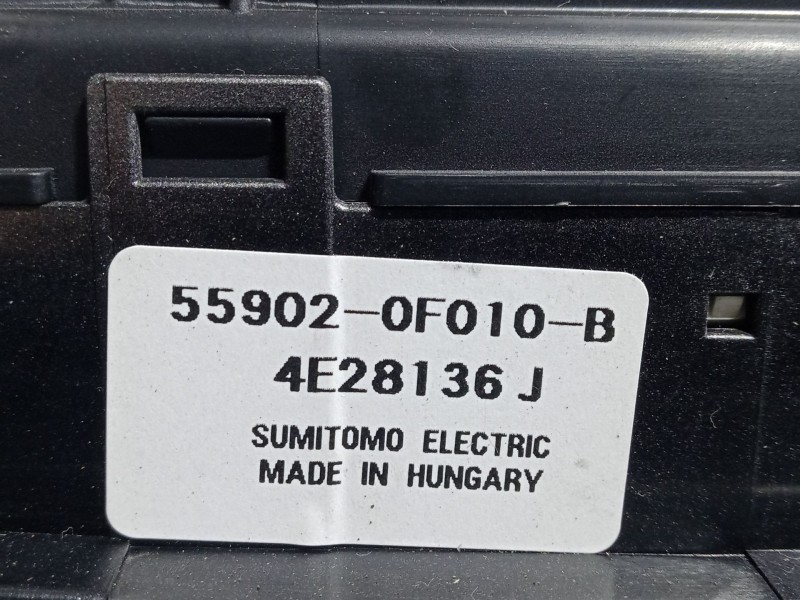 55902-0F010-B
4E28136 J
SUMITOMO ELECTRIC
MADE IN HUNGARY